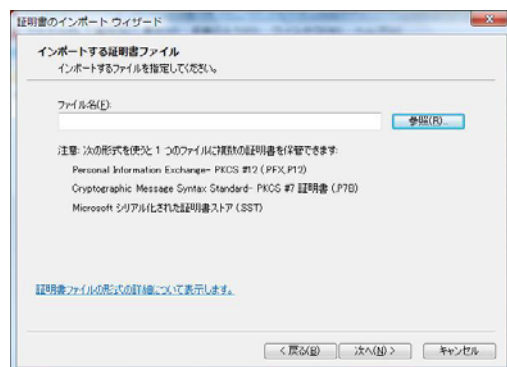 証明書のインポート ウィザード
インポートする証明書ファイル
インポートするファイルを指定してください。
ファイル名(F):
参照(R)...
注意: 次の形式を使うと 1 つのファイルに複数の証明書を保管できます:
Personal Information Exchange- PKCS #12 (.PFX,.P12)
Cryptographic Message Syntax Standard- PKCS #7 証明書 (.P7B)
Microsoft シリアル化された証明書ストア (.SST)
証明書ファイルの形式の詳細について表示します。
< 戻る(B)
次へ(N) >
キャンセル